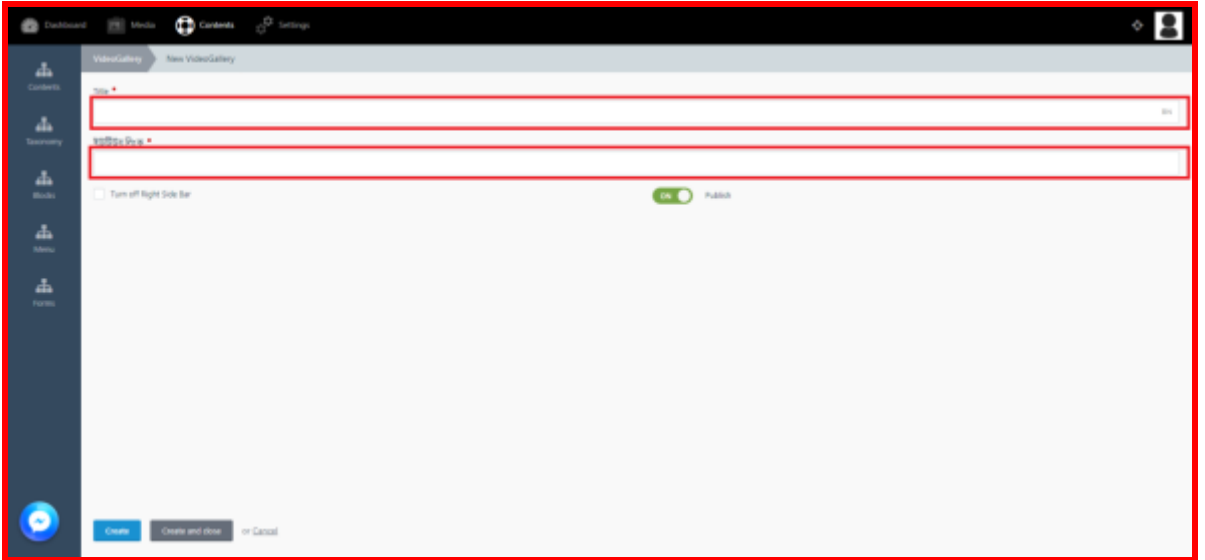 Dashboard Media Contents Settings
VideoGallery New VideoGallery
Contents
Title *
EN
Taxonomy
Blocks
Turn off Right Side Bar ON Publish
Menu
Forms
Create Create and close or Cancel